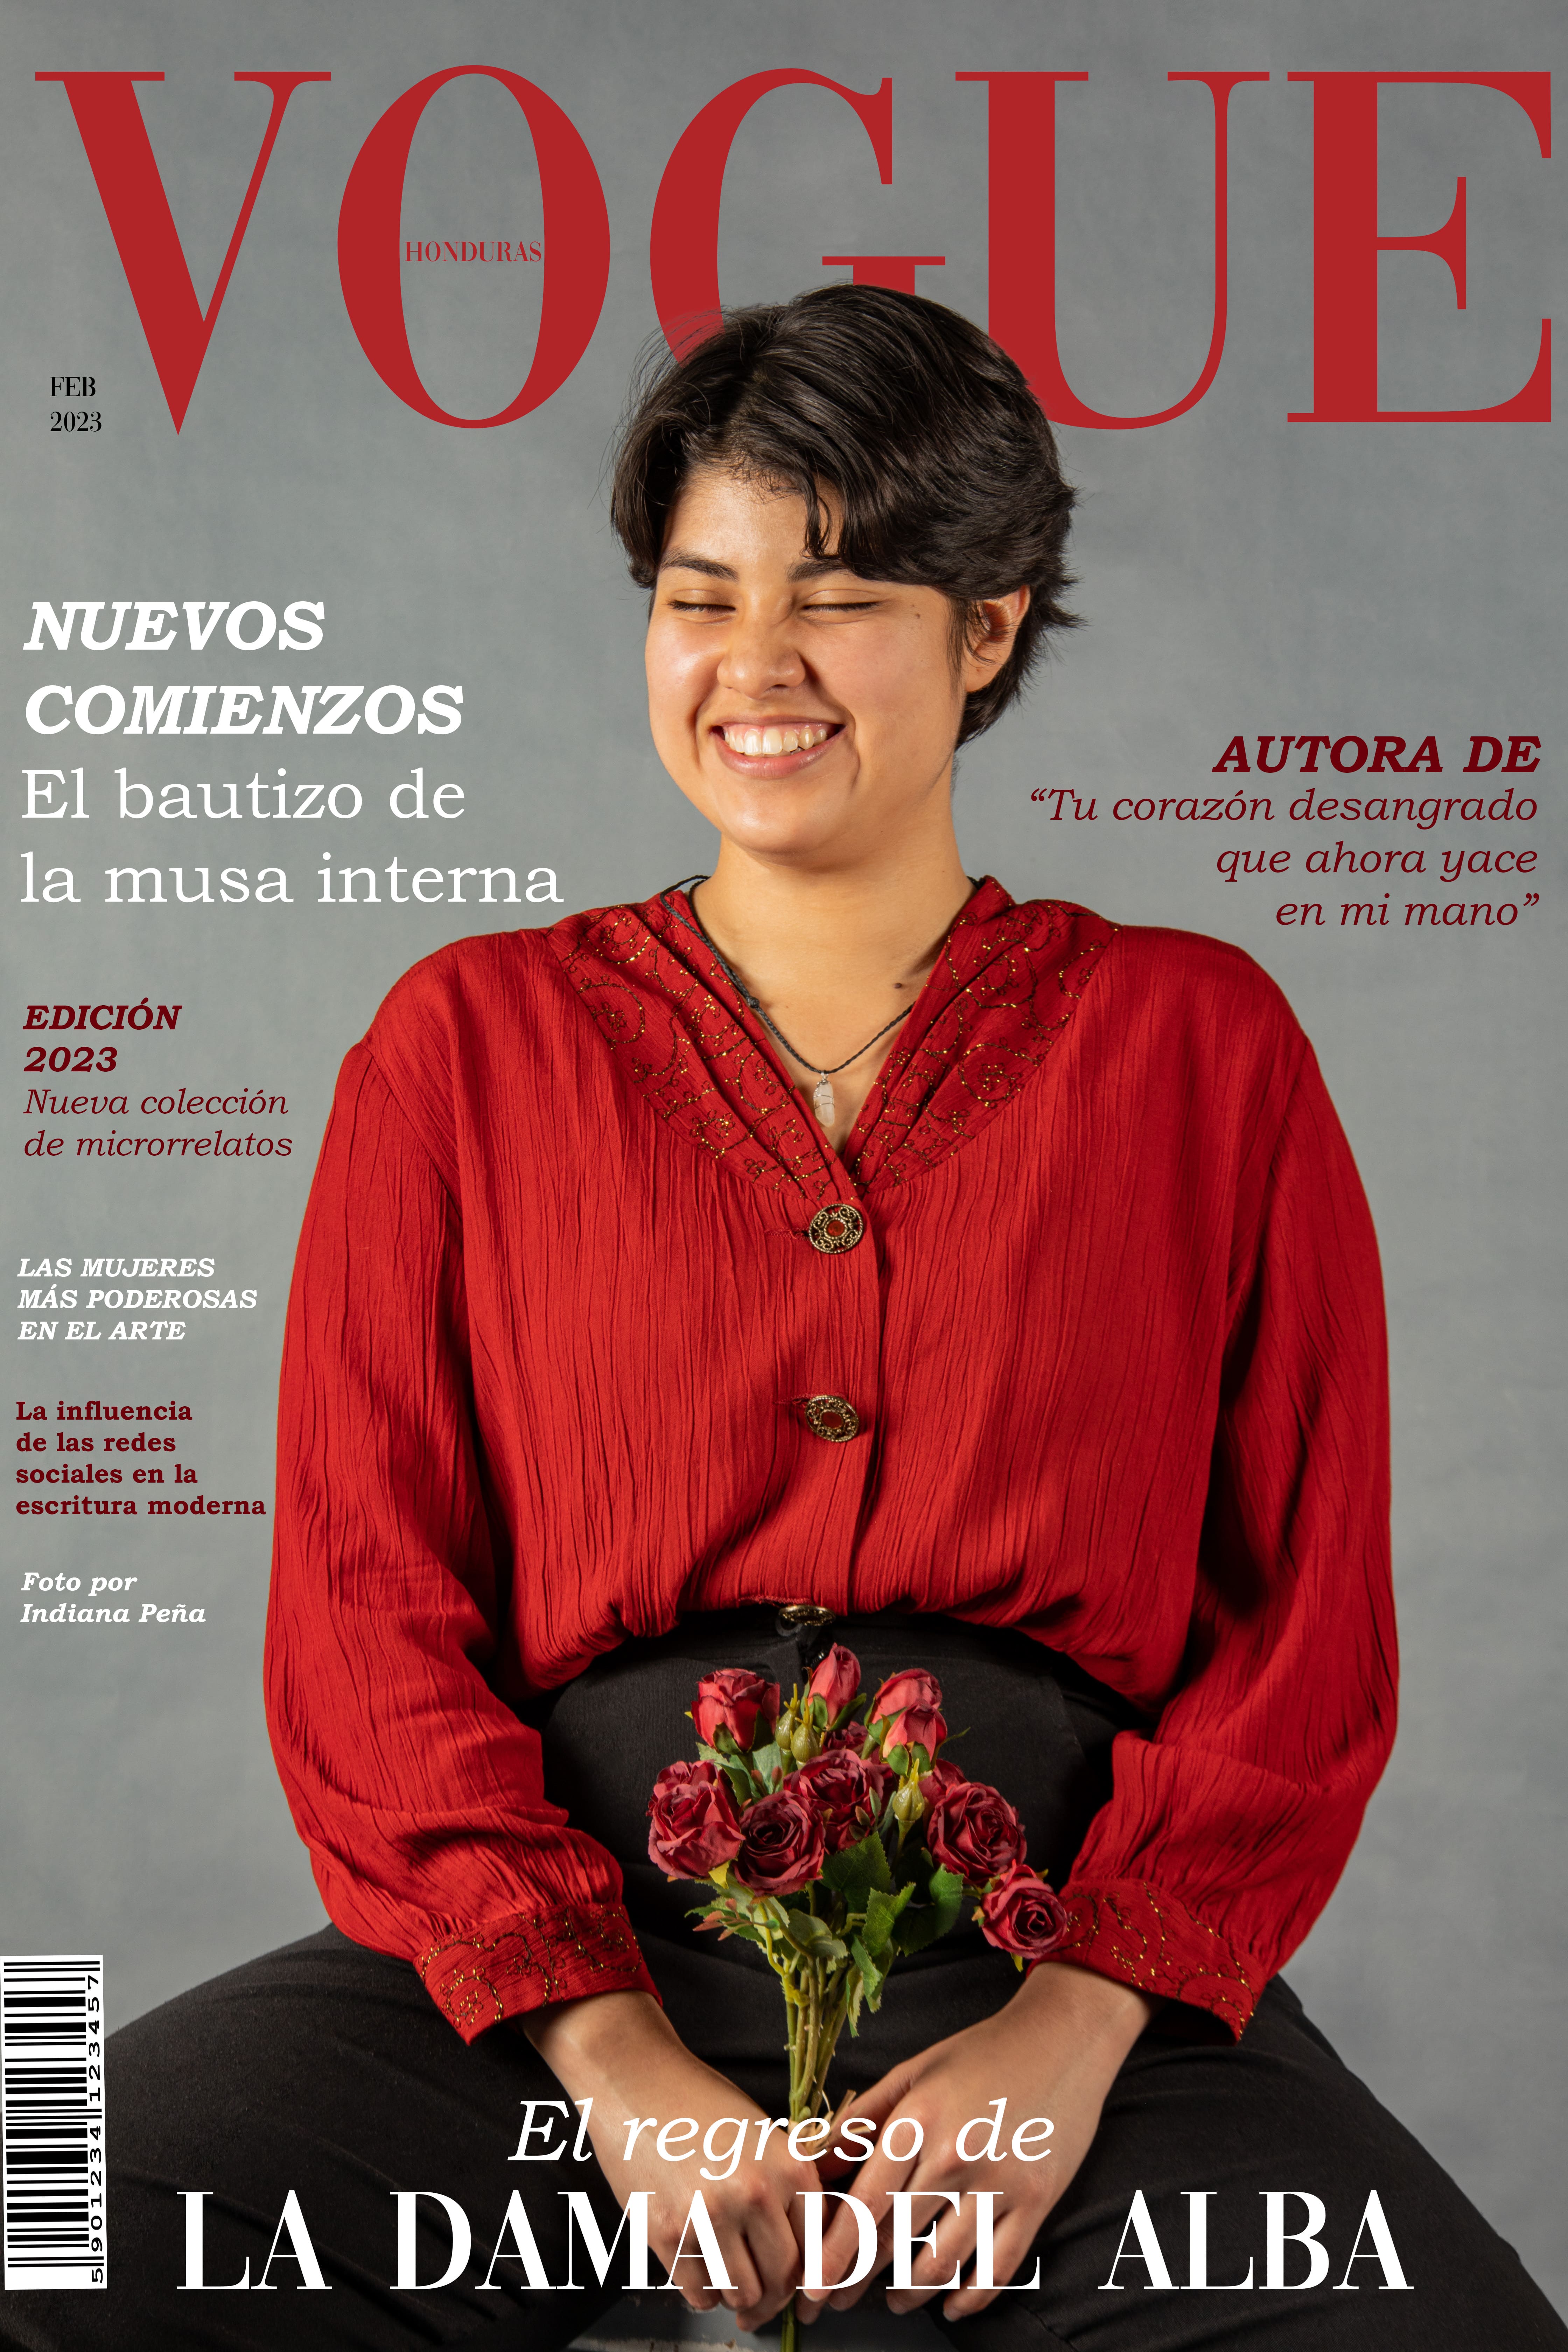 VOGUE
HONDURAS
FEB
2023
NUEVOS
COMIENZOS
El bautizo de
la musa interna
AUTORA DE
“Tu corazón desangrado
que ahora yace
en mi mano”
EDICIÓN
2023
Nueva colección
de microrrelatos
LAS MUJERES
MÁS PODEROSAS
EN EL ARTE
La influencia
de las redes
sociales en la
escritura moderna
Foto por
Indiana Peña
5 901234 123457
El regreso de
LA DAMA DEL ALBA